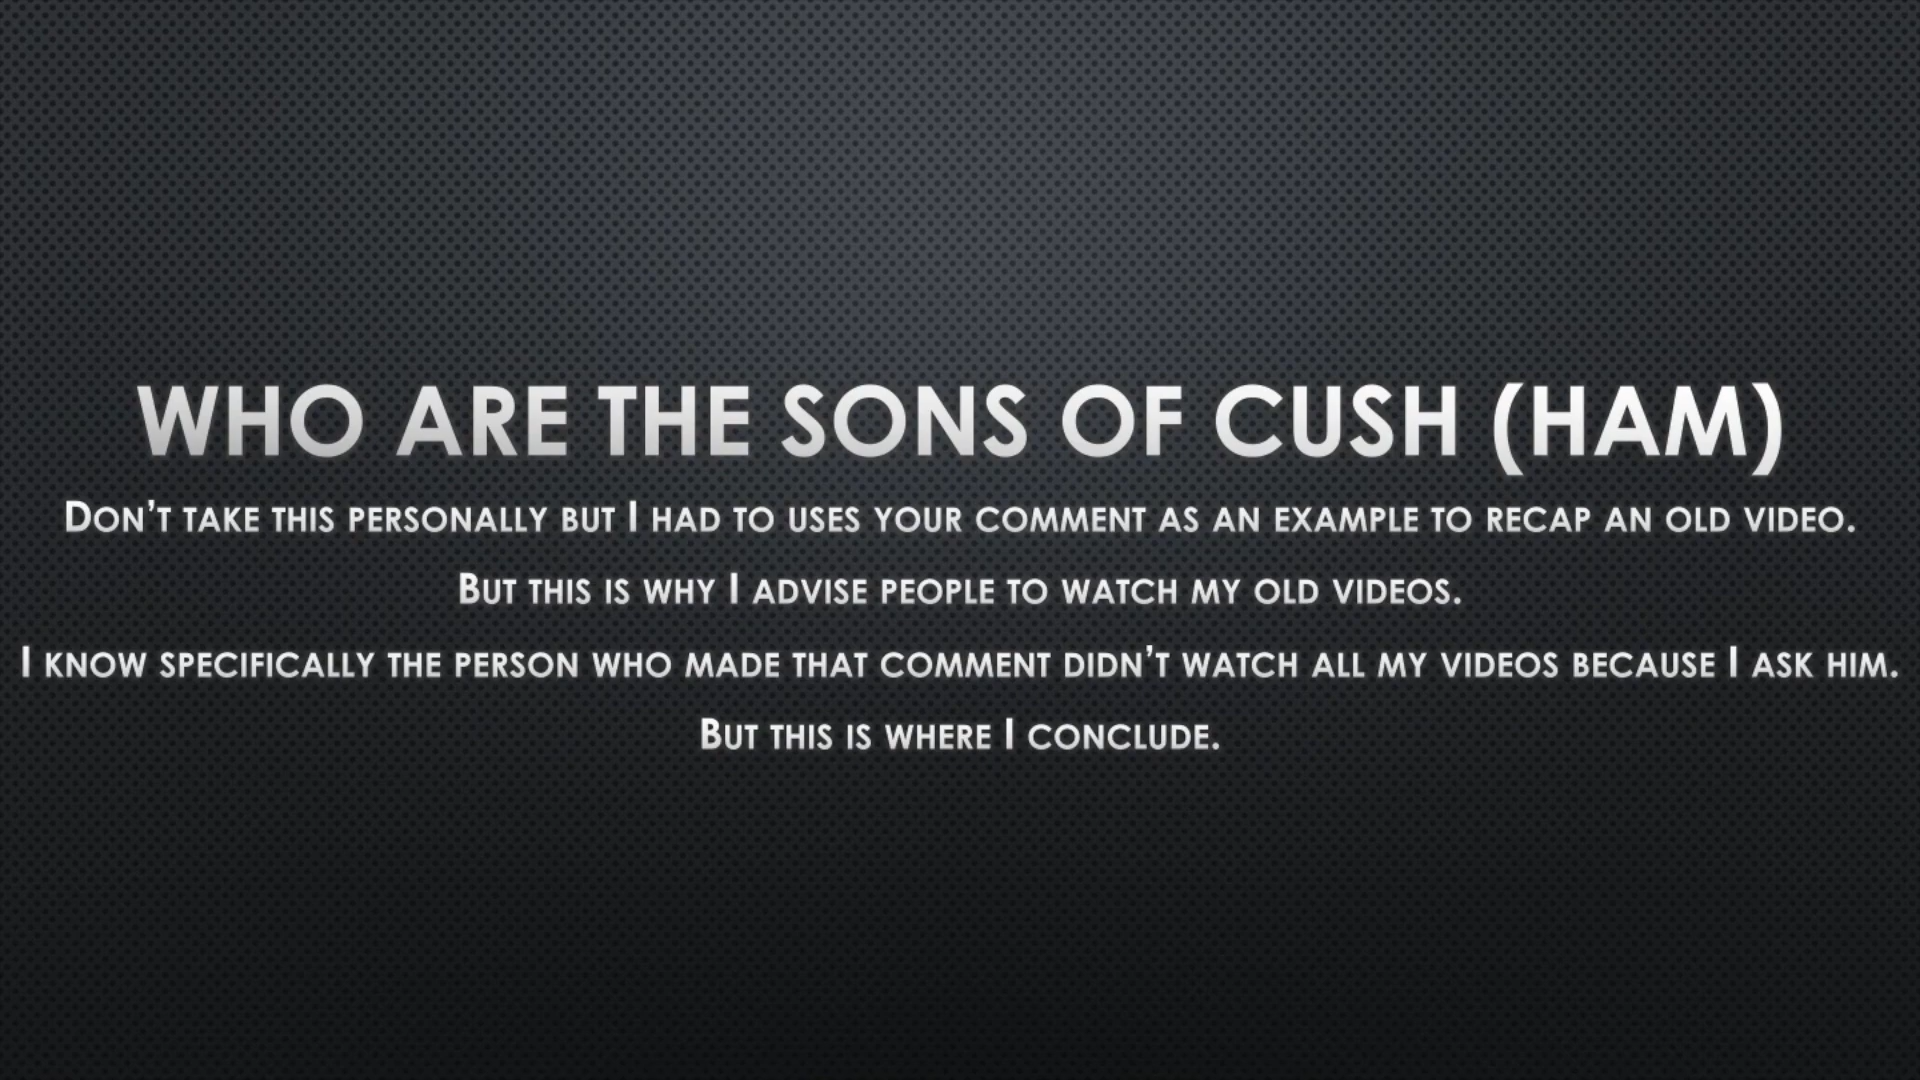 WHO ARE THE SONS OF CUSH (HAM)
Don't take this personally but I had to uses your comment as an example to recap an old video.
But this is why I advise people to watch my old videos.
I know specifically the person who made that comment didn't watch all my videos because I ask him.
But this is where I conclude.